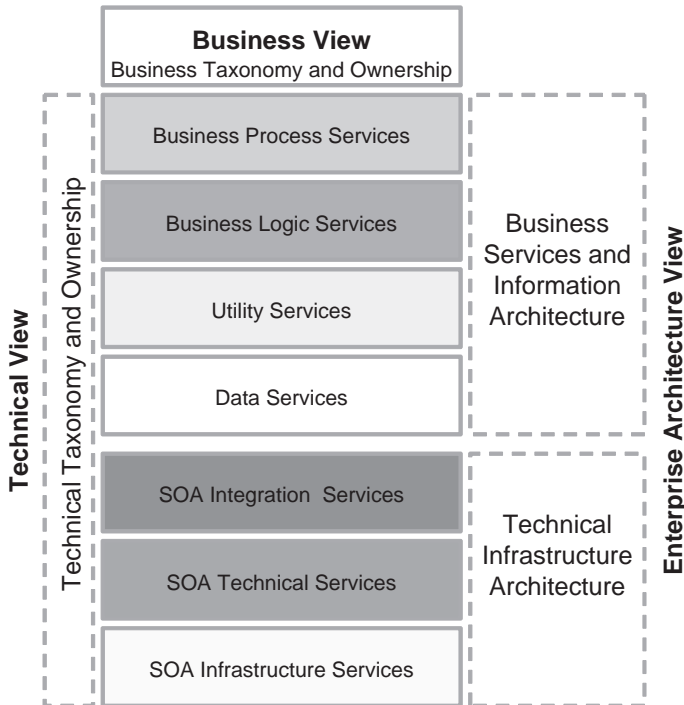 Business View
Business Taxonomy and Ownership
Technical View
Technical Taxonomy and Ownership
Business Process Services
Business Logic Services
Utility Services
Data Services
SOA Integration Services
SOA Technical Services
SOA Infrastructure Services
Business
Services and
Information
Architecture
Technical
Infrastructure
Architecture
Enterprise Architecture View